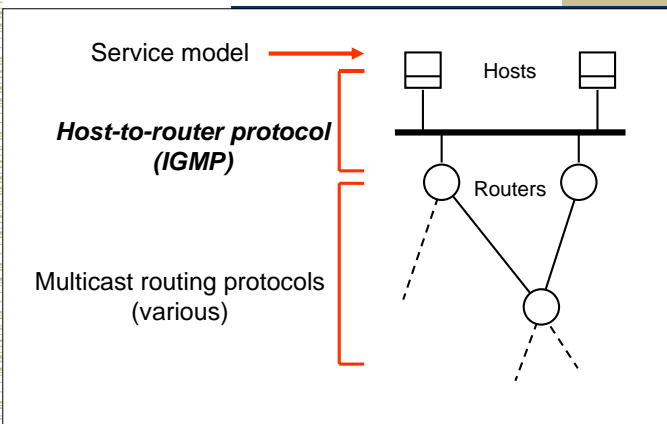 Service model
Hosts
Host-to-router protocol
(IGMP)
Routers
Multicast routing protocols
(various)